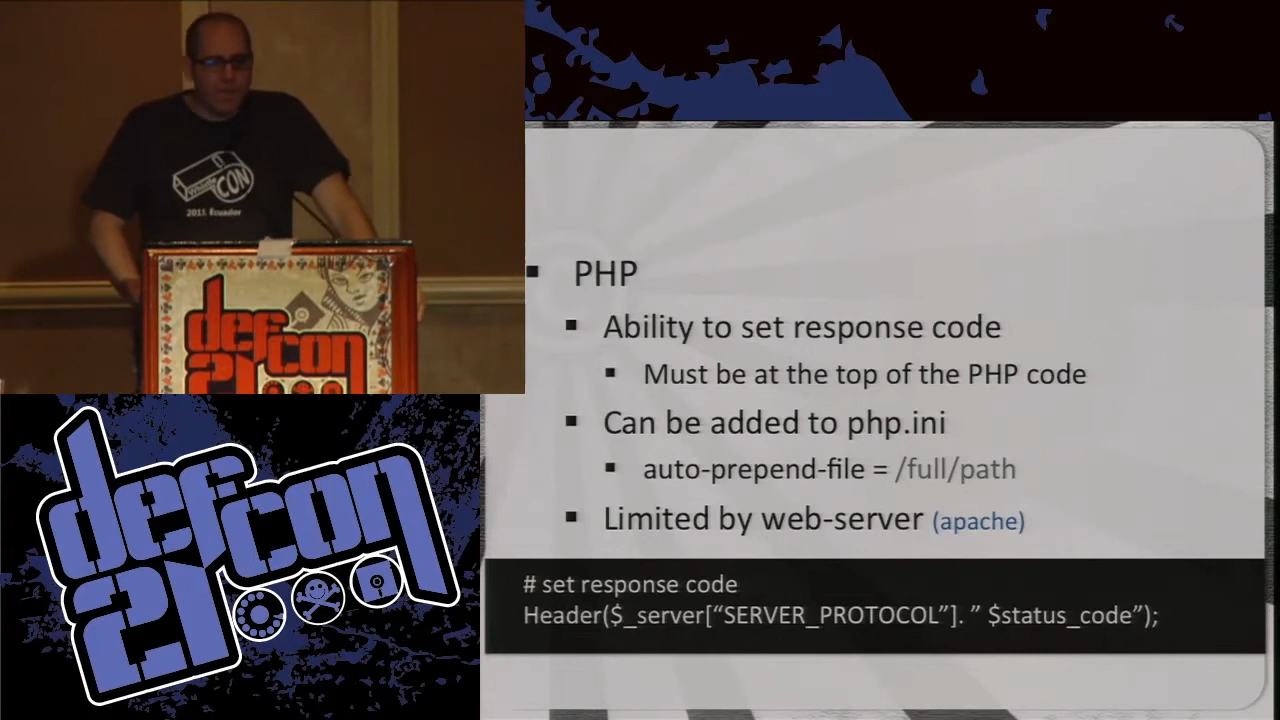 WhistleCON
2013, Ecuador
defcon
21
defcon
21
PHP
Ability to set response code
Must be at the top of the PHP code
Can be added to php.ini
auto-prepend-file = /full/path
Limited by web-server (apache)
# set response code
Header($_server[“SERVER_PROTOCOL”]. ” $status_code”);